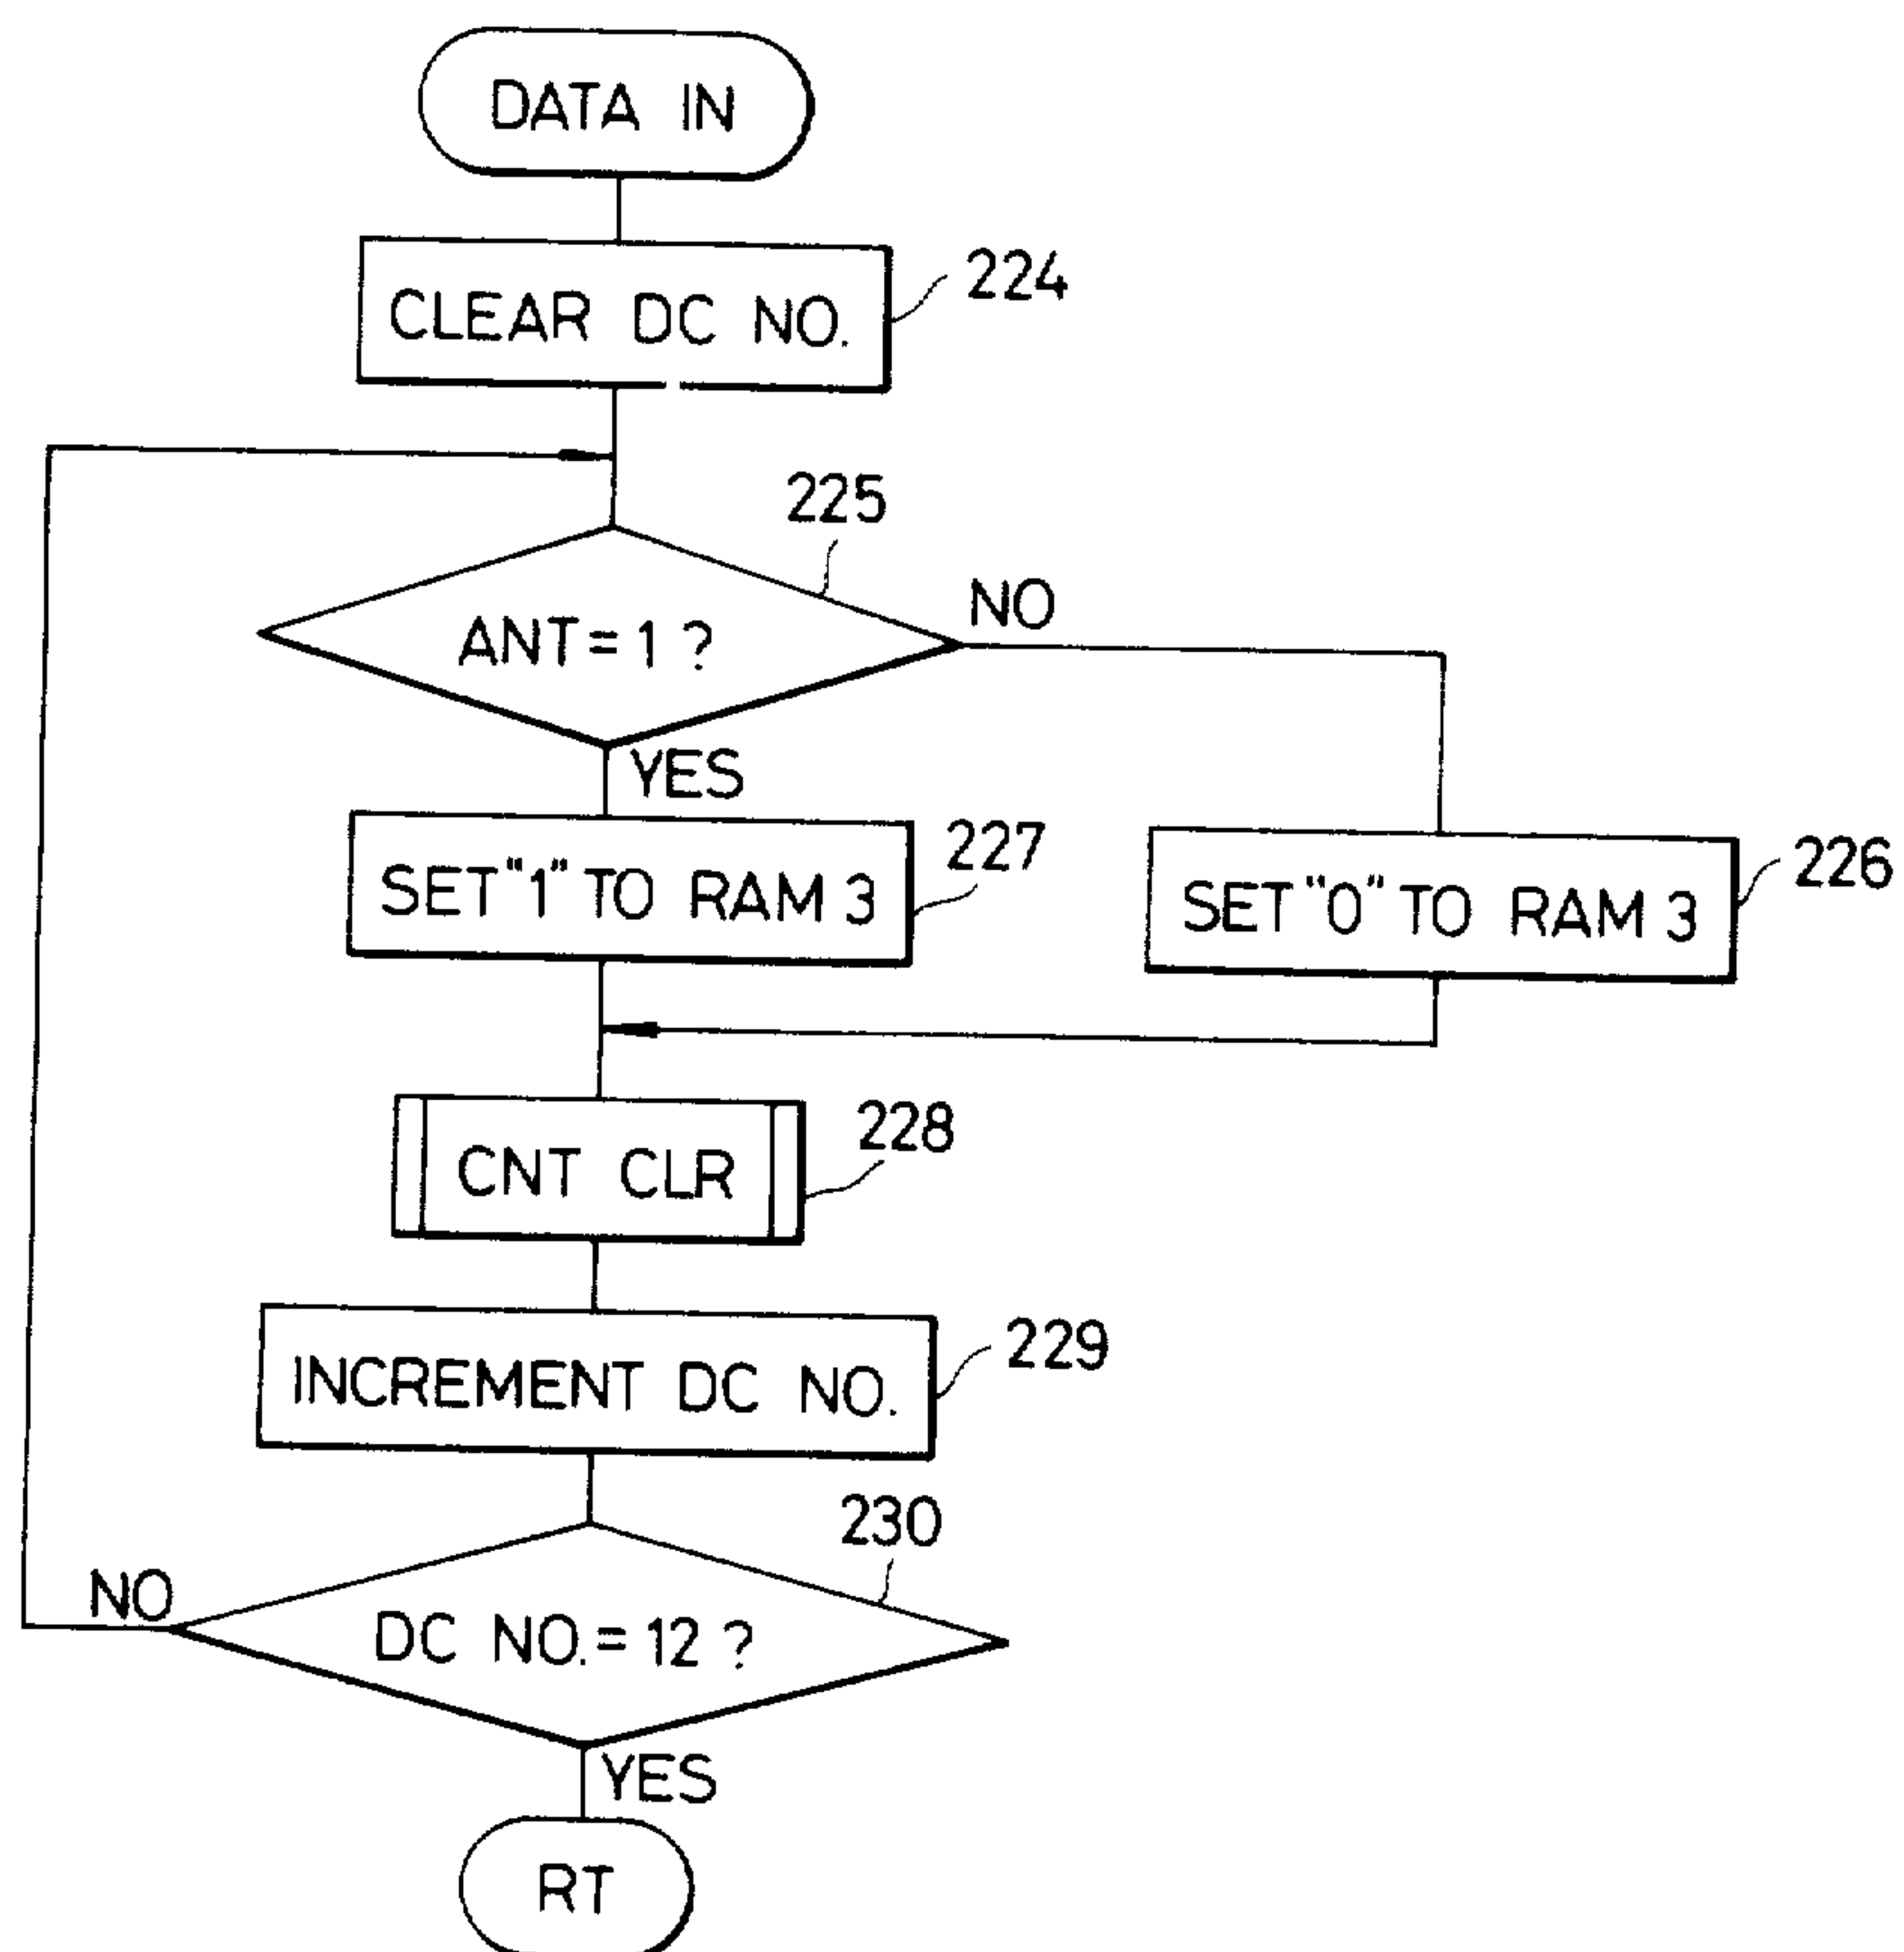 DATA IN
CLEAR DC NO.
224
225
ANT=1 ?
NO
YES
SET "1" TO RAM 3
227
SET "0" TO RAM 3
226
CNT CLR
228
INCREMENT DC NO.
229
230
NO
DC NO.=12 ?
YES
RT